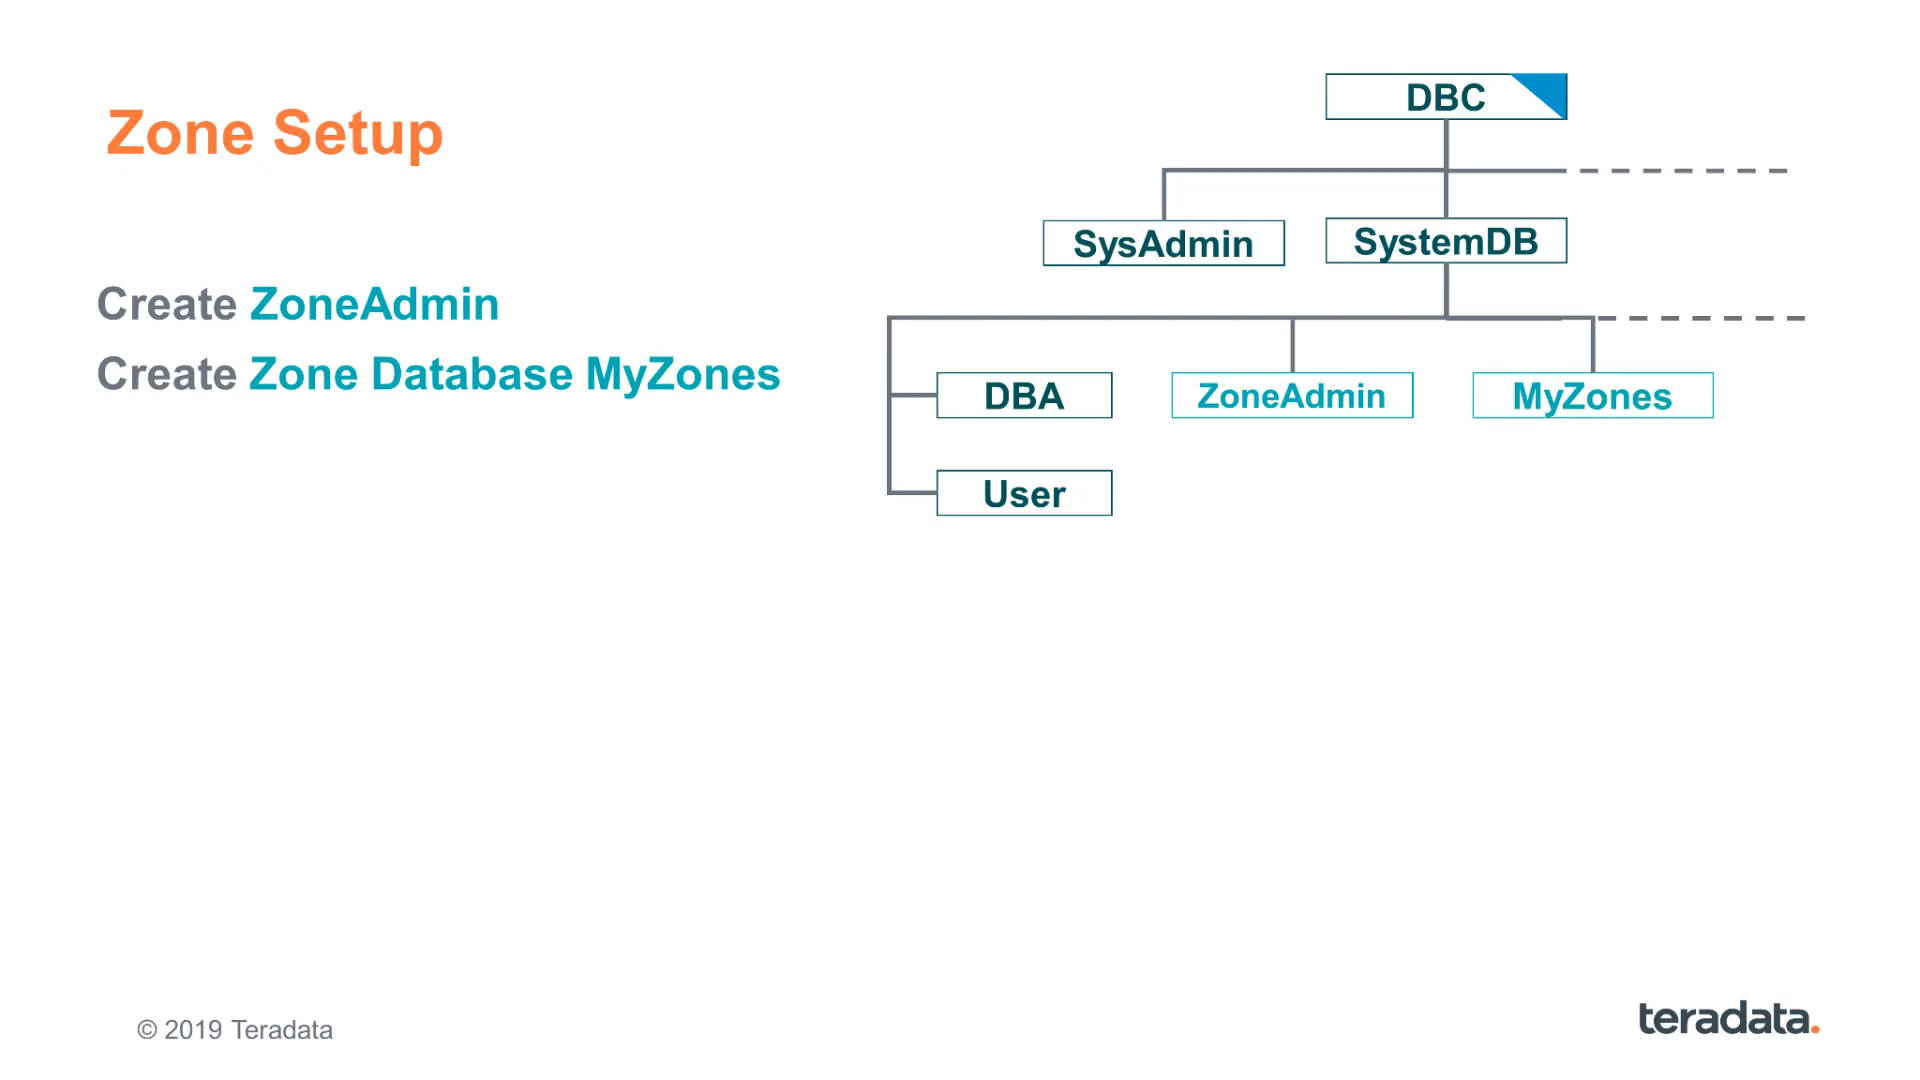 Zone Setup
Create ZoneAdmin
Create Zone Database MyZones
DBC
SysAdmin
SystemDB
DBA
ZoneAdmin
MyZones
User
© 2019 Teradata
teradata.